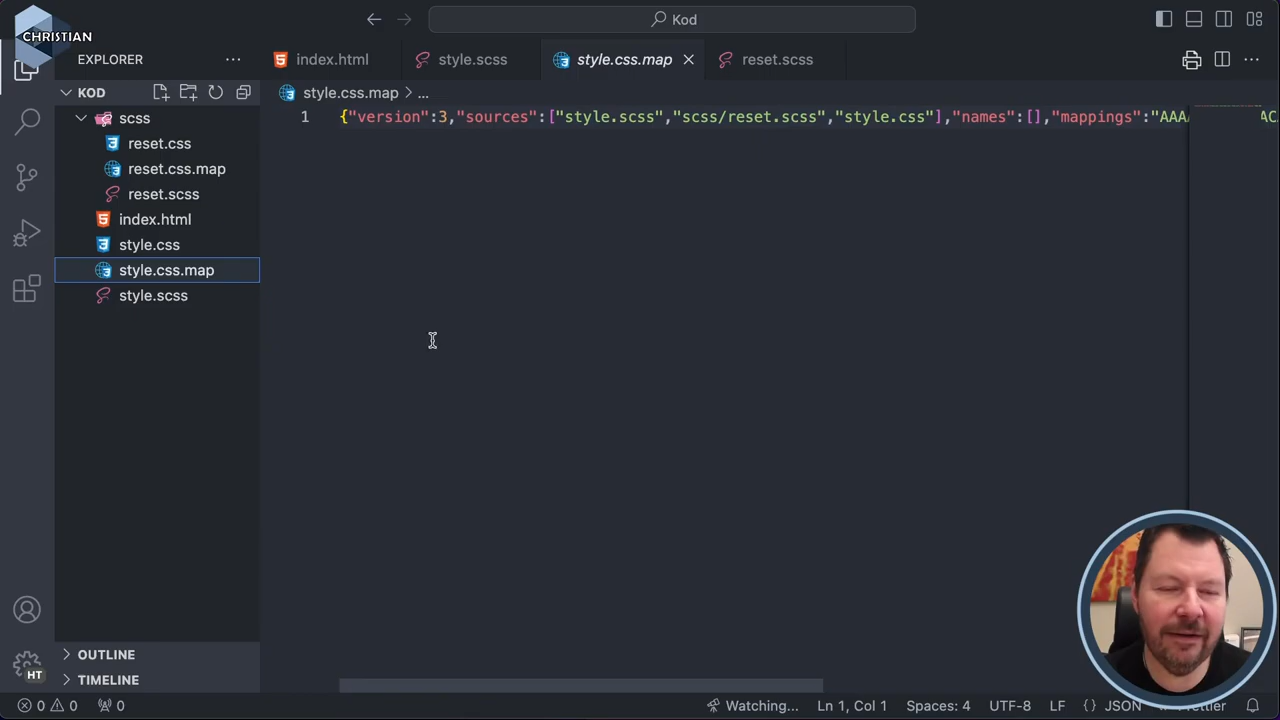 CHRISTIAN
Kod
EXPLORER
index.html
style.scss
style.css.map
reset.scss
KOD
style.css.map > ...
scss
reset.css
reset.css.map
reset.scss
index.html
style.css
style.css.map
style.scss
1 {"version":3,"sources":["style.scss","scss/reset.scss","style.css"],"names":[],"mappings":"AAA
AC
OUTLINE
TIMELINE
HT
0 0 0
Watching...
Ln 1, Col 1
Spaces: 4
UTF-8
LF
{} JSON
Prettier